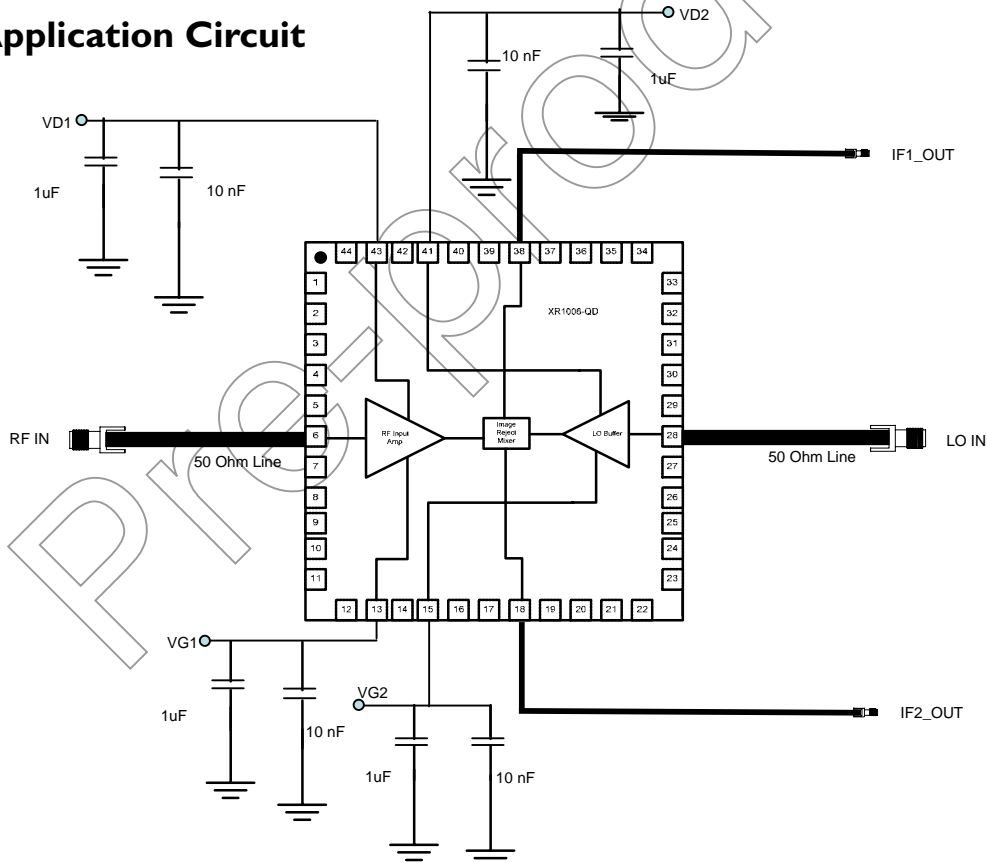 Application Circuit
VD2
10 nF
1uF
VD1
1uF
10 nF
IF1_OUT
44 43 42 41 40 39 38 37 36 35 34
XR1006-QD
1
2
3
4
5
6
7
8
9
10
11
33
32
31
30
29
28
27
26
25
24
23
RF IN
50 Ohm Line
RF Input
Amp
Image
Reject
Mixer
LO Buffer
50 Ohm Line
LO IN
12 13 14 15 16 17 18 19 20 21 22
VG1
1uF
10 nF
VG2
1uF
10 nF
IF2_OUT